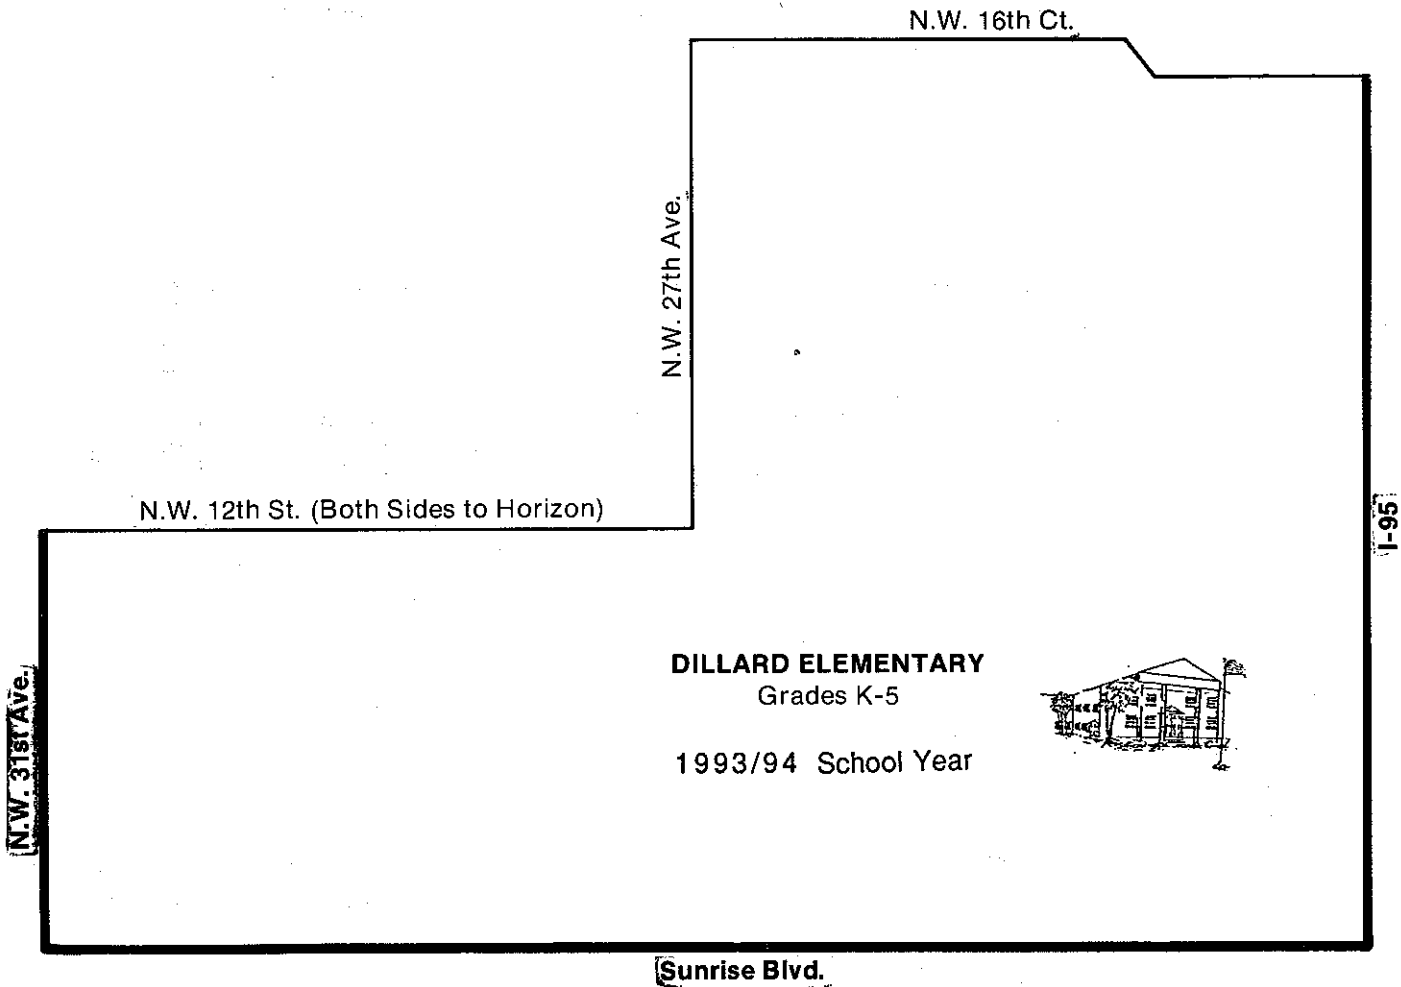 N.W. 16th Ct.
N.W. 27th Ave.
N.W. 12th St. (Both Sides to Horizon)
I-95
DILLARD ELEMENTARY
Grades K-5
1993/94 School Year
N.W. 31st Ave.
Sunrise Blvd.